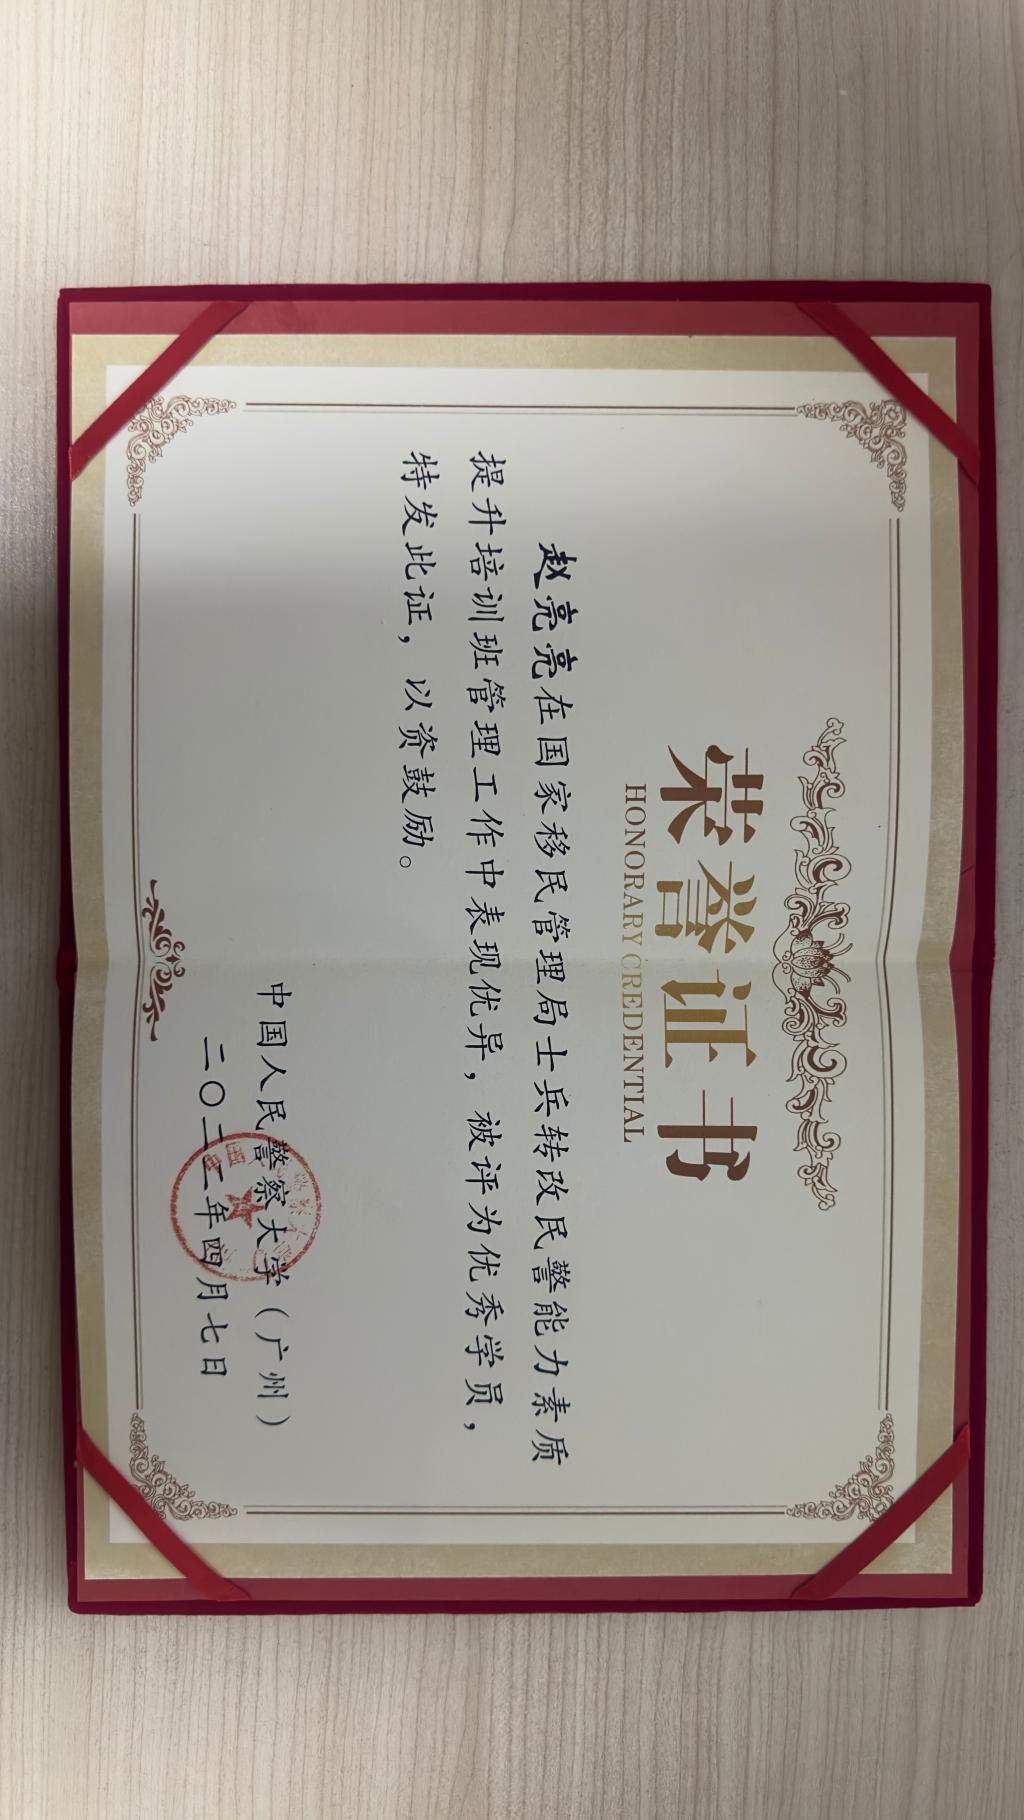 荣誉证书
HONORARY CREDENTIAL
赵亮亮在国家移民管理局士兵转改民警能力素质
提升培训班管理工作中表现优异，被评为优秀学员，
特发此证，以资鼓励。
中国人民警察大学（广州）
二〇二二年四月七日